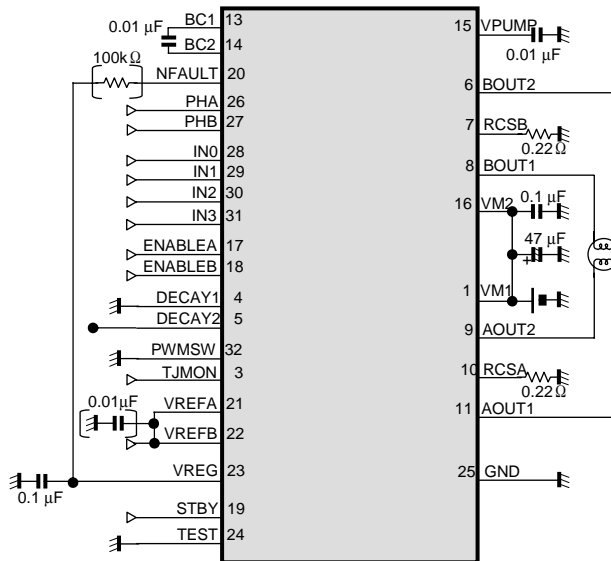 BC1 13
0.01 μF
BC2 14
100kΩ
NFAULT 20
PHA 26
PHB 27
IN0 28
IN1 29
IN2 30
IN3 31
ENABLEA 17
ENABLEB 18
DECAY1 4
DECAY2 5
PWMSW 32
TJMON 3
VREFA 21
0.01μF
VREFB 22
VREG 23
0.1 μF
STBY 19
TEST 24
15 VPUMP
0.01 μF
6 BOUT2
7 RCSB
0.22Ω
8 BOUT1
16 VM2
0.1 μF
47 μF
+
1 VM1
9 AOUT2
10 RCSA
0.22Ω
11 AOUT1
25 GND